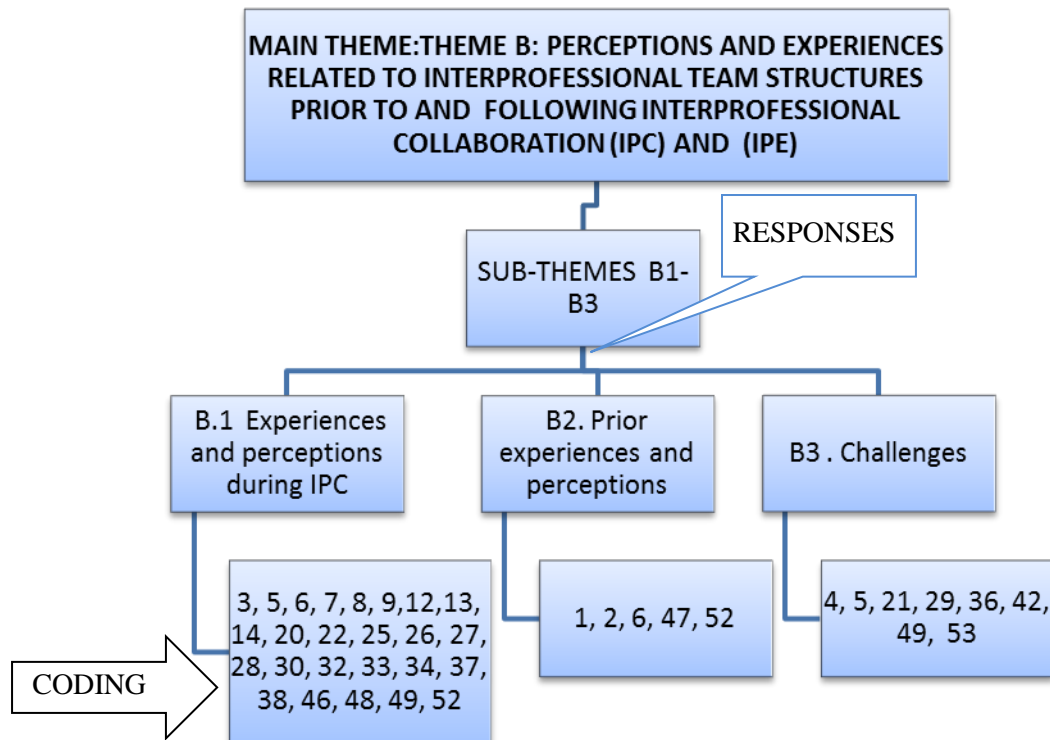 MAIN THEME:THEME B: PERCEPTIONS AND EXPERIENCES
RELATED TO INTERPROFESSIONAL TEAM STRUCTURES
PRIOR TO AND FOLLOWING INTERPROFESSIONAL
COLLABORATION (IPC) AND (IPE)
RESPONSES
SUB-THEMES B1-
B3
B.1 Experiences
and perceptions
during IPC
B2. Prior
experiences and
perceptions
B3 . Challenges
3, 5, 6, 7, 8, 9,12,13,
14, 20, 22, 25, 26, 27,
28, 30, 32, 33, 34, 37,
38, 46, 48, 49, 52
1, 2, 6, 47, 52
4, 5, 21, 29, 36, 42,
49, 53
CODING